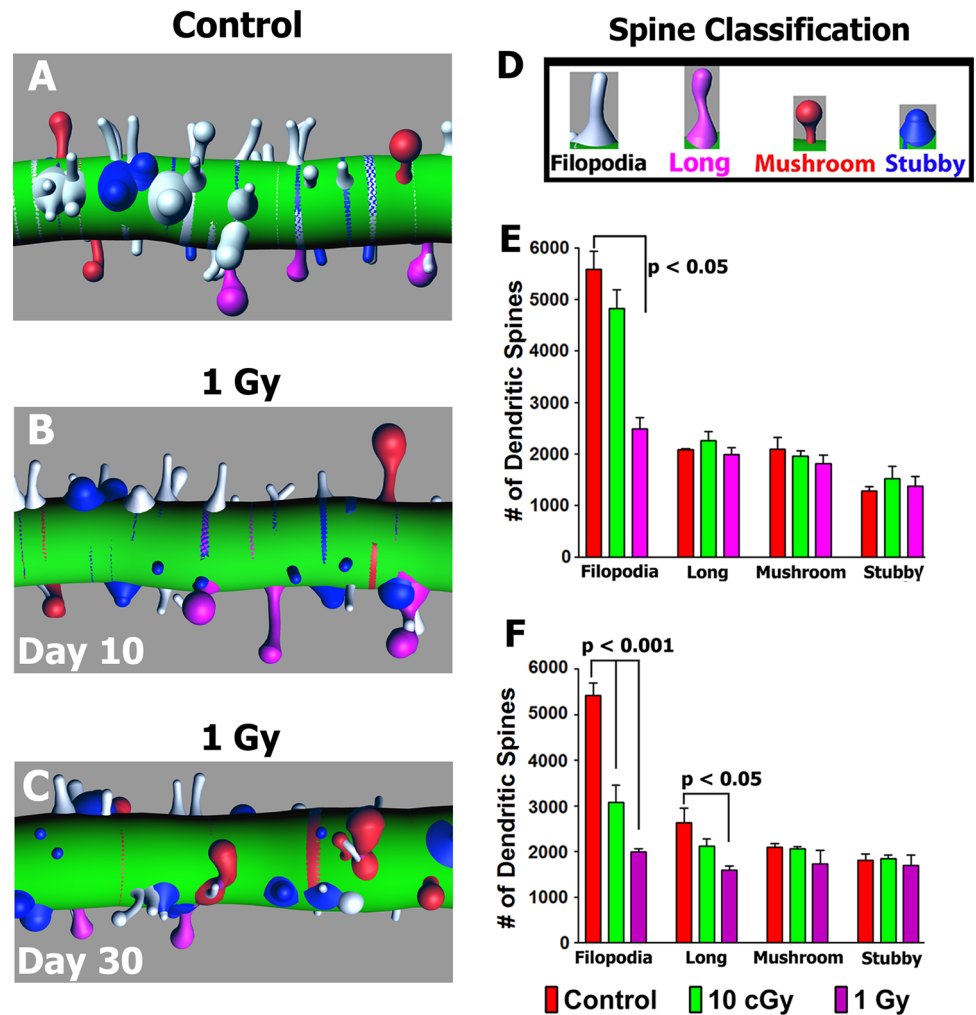 Control
A
1 Gy
B
Day 10
1 Gy
C
Day 30
Spine Classification
D
Filopodia Long Mushroom Stubby
E
# of Dendritic Spines
6000
5000
4000
3000
2000
1000
0
p < 0.05
Filopodia Long Mushroom Stubby
F
# of Dendritic Spines
6000
5000
4000
3000
2000
1000
0
p < 0.001
p < 0.05
Filopodia Long Mushroom Stubby
Control 10 cGy 1 Gy